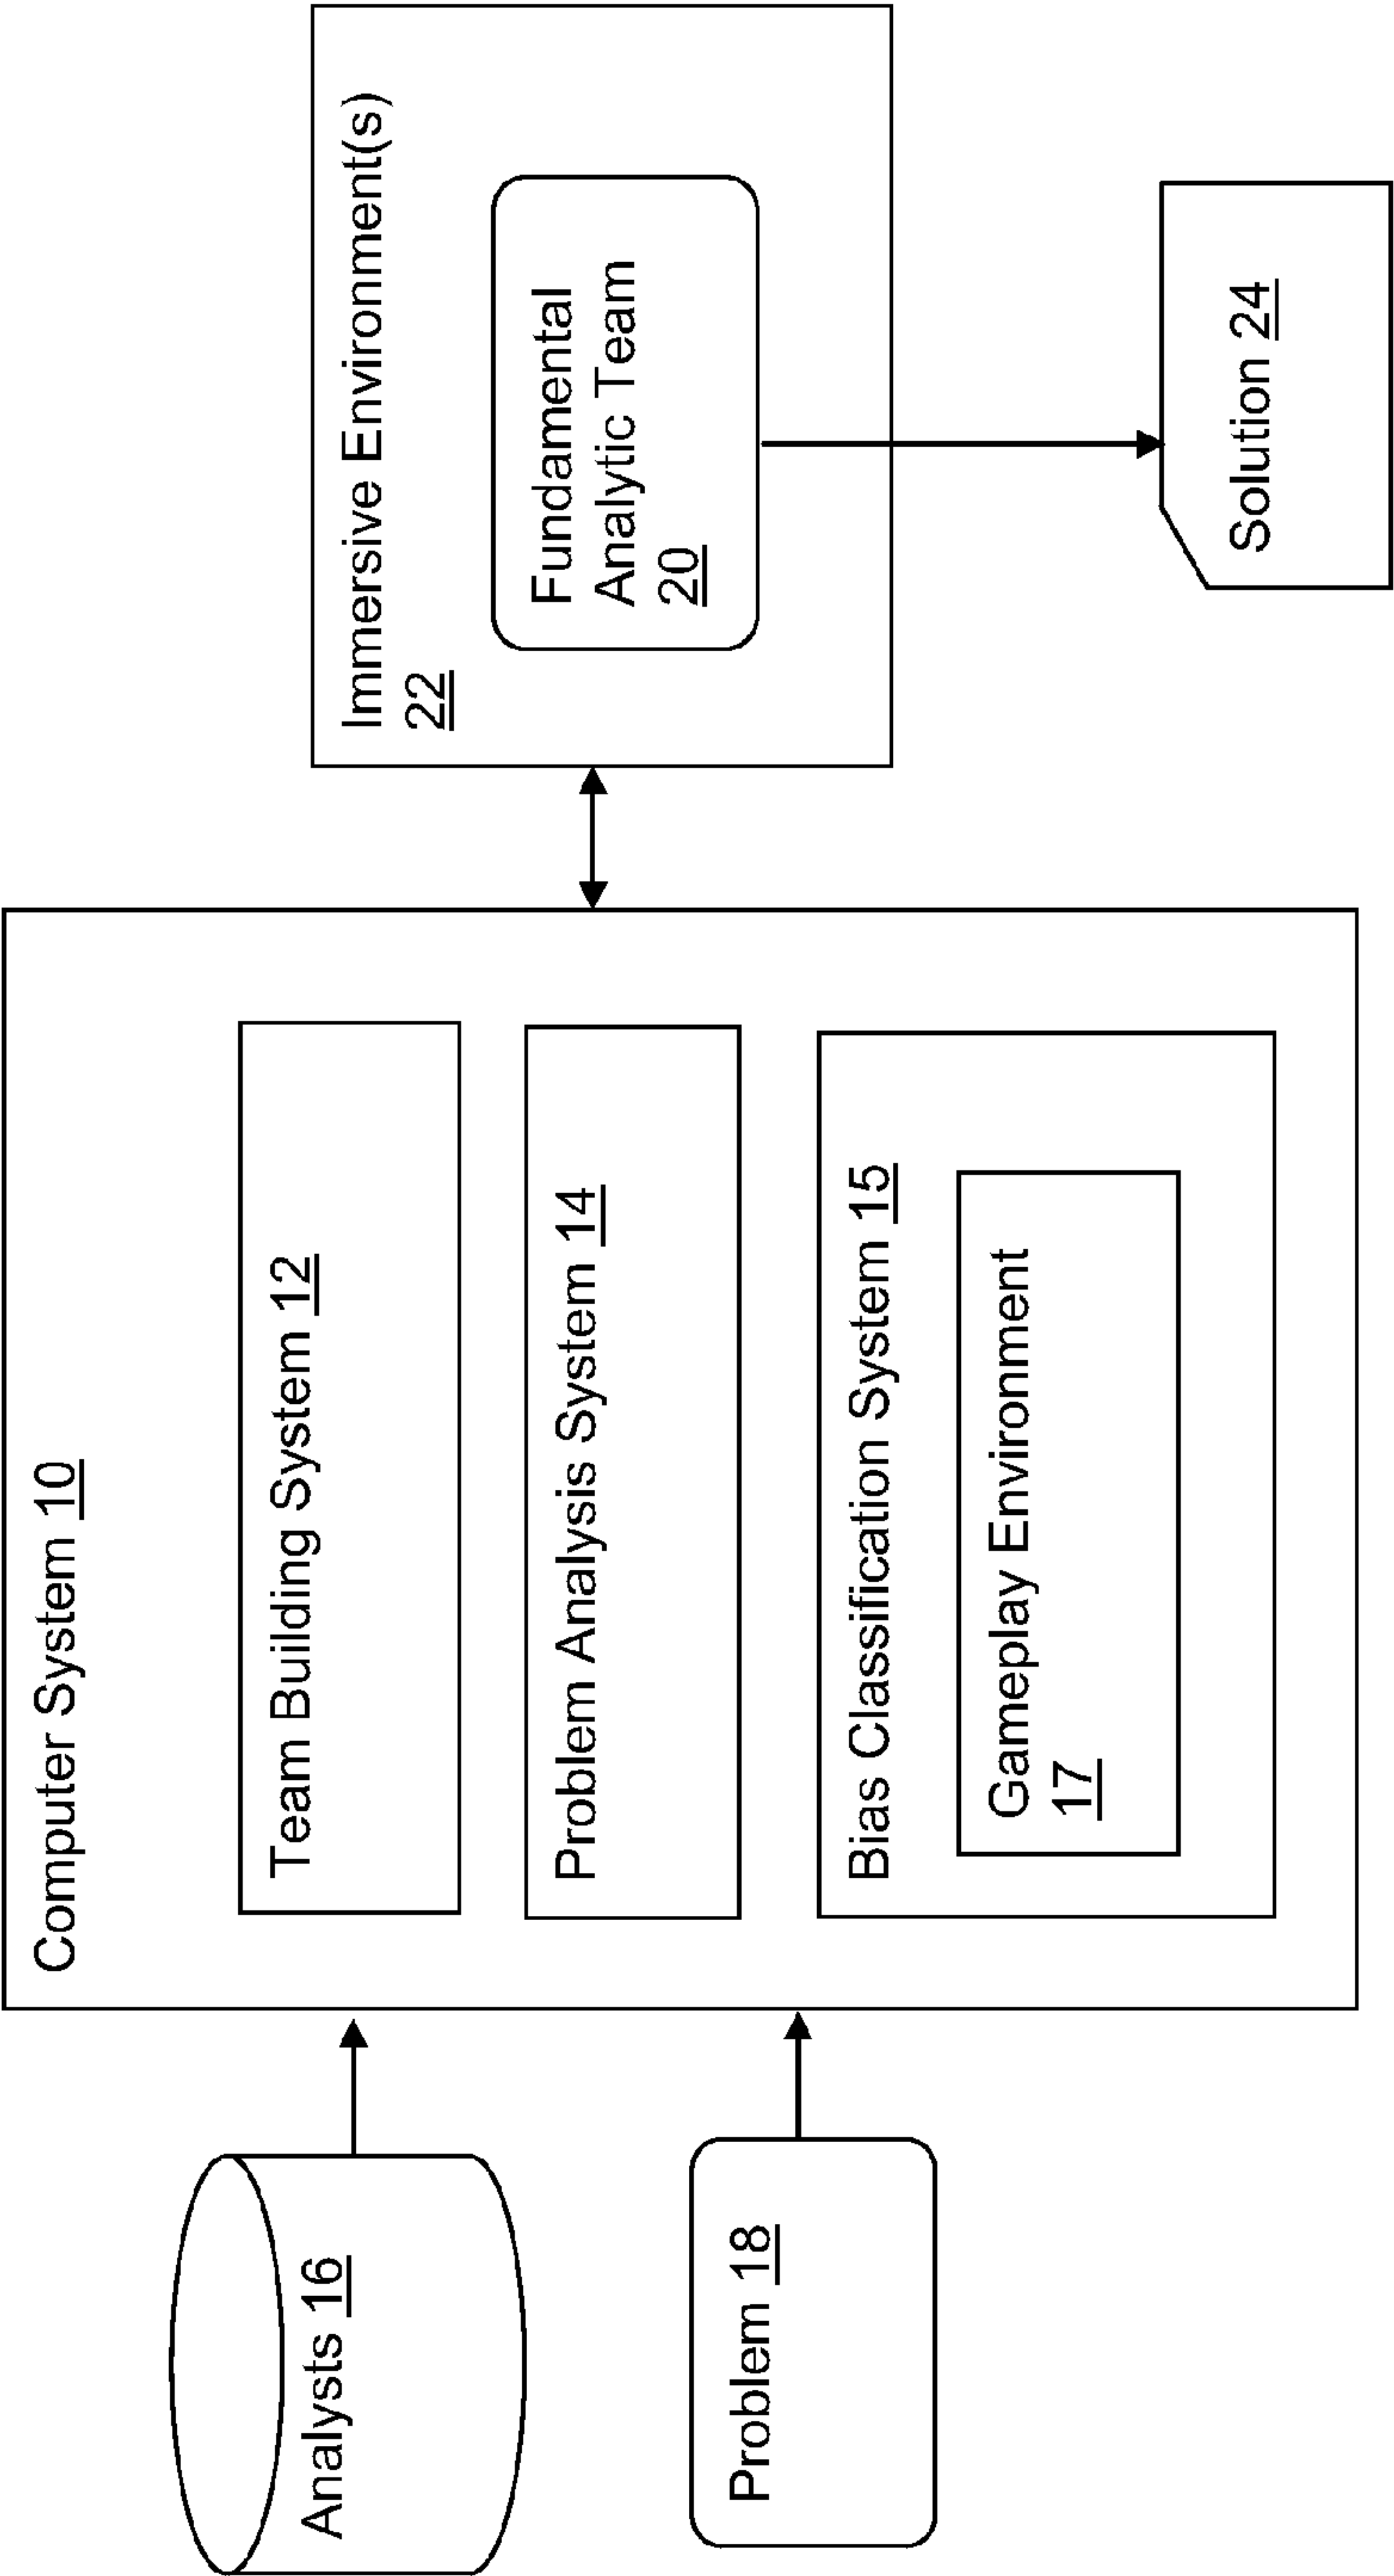 Analysts 16
Problem 18
Computer System 10
Team Building System 12
Problem Analysis System 14
Bias Classification System 15
Gameplay Environment
17
Immersive Environment(s)
22
Fundamental
Analytic Team
20
Solution 24